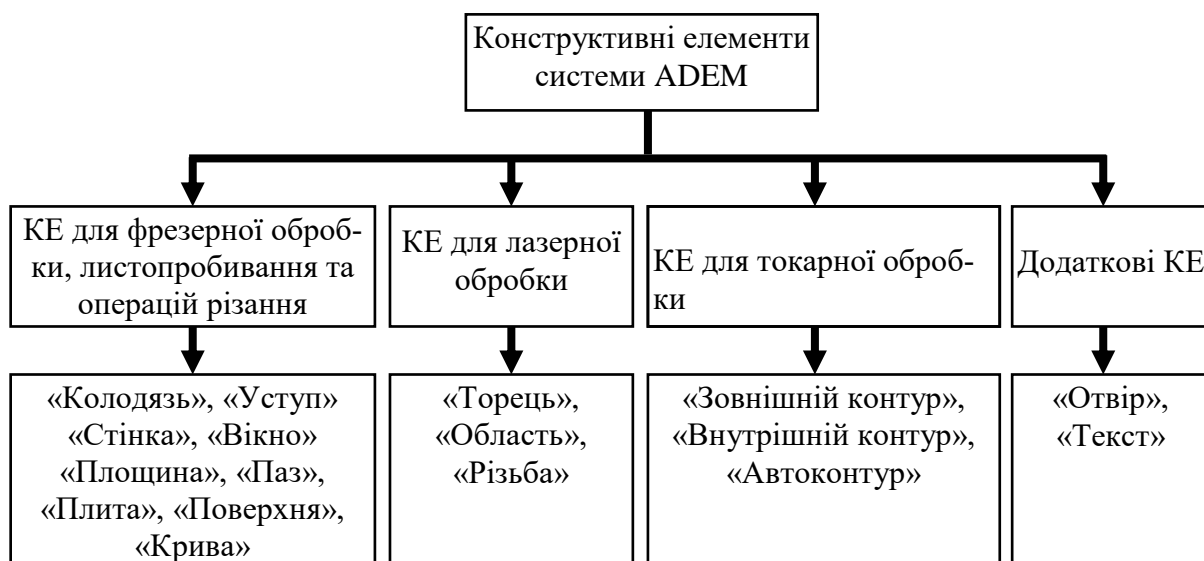 Конструктивні елементи
системи ADEM
КЕ для фрезерної оброб-
ки, листопробивання та
операцій різання
КЕ для лазерної
обробки
КЕ для токарної оброб-
ки
Додаткові КЕ
«Колодязь», «Уступ»
«Стінка», «Вікно»
«Площина», «Паз»,
«Плита», «Поверхня»,
«Крива»
«Торець»,
«Область»,
«Різьба»
«Зовнішній контур»,
«Внутрішній контур»,
«Автоконтур»
«Отвір»,
«Текст»